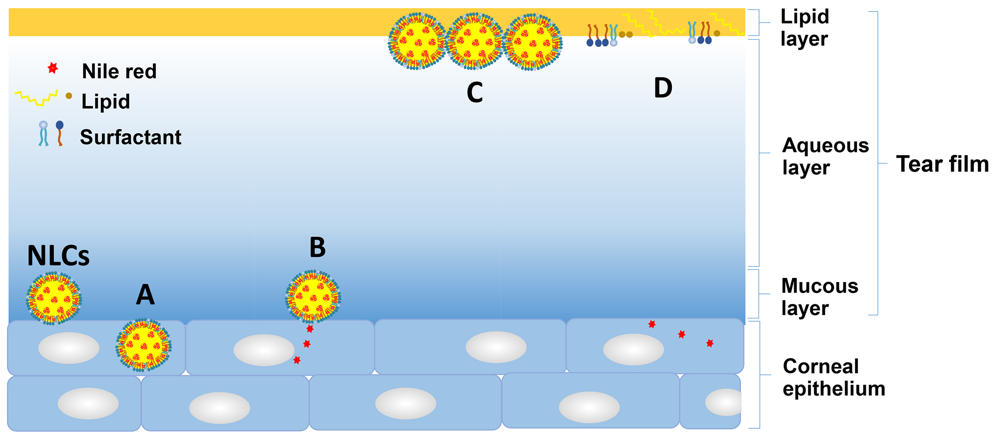 Lipid
layer
Nile red
Lipid
Surfactant
C
D
Aqueous
layer
Tear film
NLCs
A
B
Mucous
layer
Corneal
epithelium